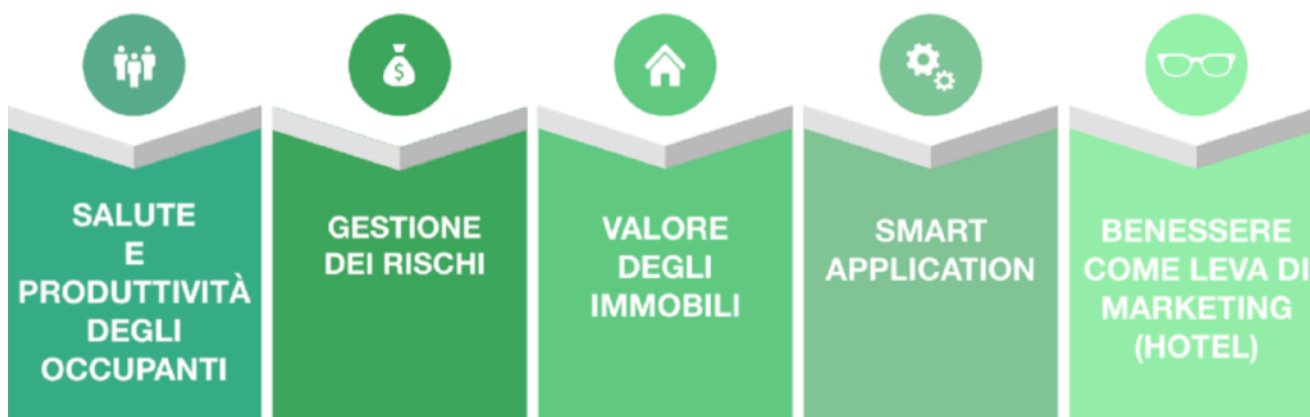 SALUTE
E
PRODUTTIVITÀ
DEGLI
OCCUPANTI
GESTIONE
DEI RISCHI
VALORE
DEGLI
IMMOBILI
SMART
APPLICATION
BENESSERE
COME LEVA DI
MARKETING
(HOTEL)
$